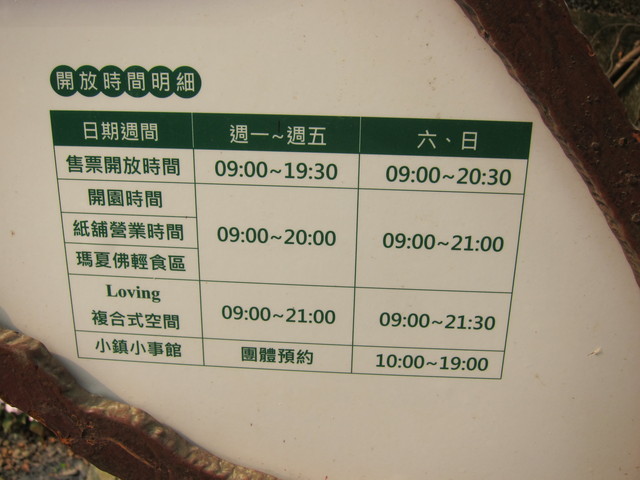 開放時間明細
日期週間 週一~週五 六、日
售票開放時間 09:00~19:30 09:00~20:30
開園時間
紙舖營業時間 09:00~20:00 09:00~21:00
瑪夏佛輕食區
Loving
複合式空間 09:00~21:00 09:00~21:30
小鎮小事館 團體預約 10:00~19:00